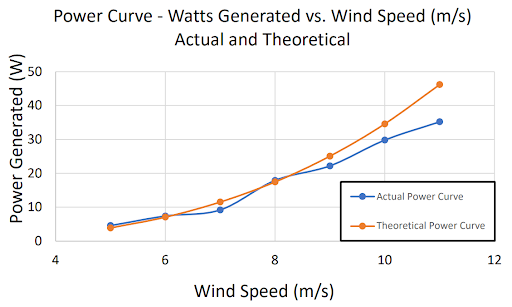 Power Curve - Watts Generated vs. Wind Speed (m/s)
Actual and Theoretical
Power Generated (W)
50
40
30
20
10
0
4
6
8
10
12
Wind Speed (m/s)
Actual Power Curve
Theoretical Power Curve